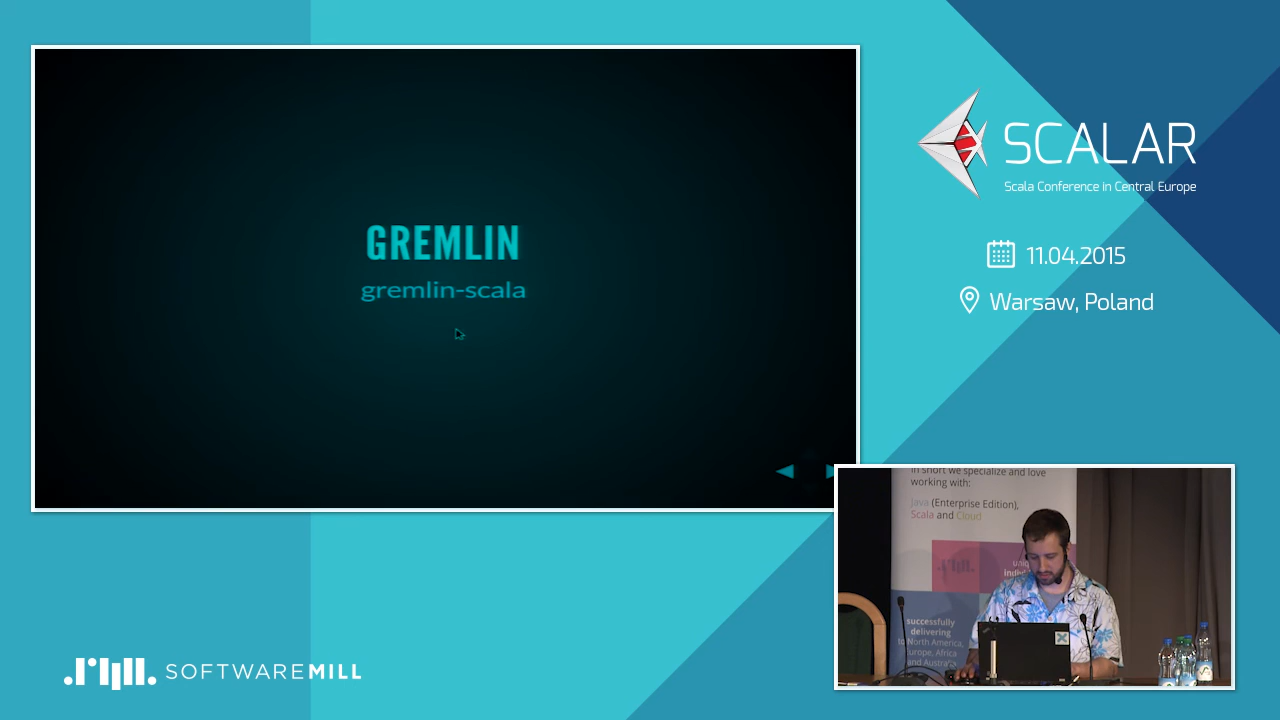 GREMLIN
gremlin-scala
SCALAR
Scala Conference in Central Europe
11.04.2015
Warsaw, Poland
In short we specialize and love
working with:
Java (Enterprise Edition),
Scala and Cloud
successfully
delivering
to North America,
Europe, Africa
and Australia
SOFTWAREMILL